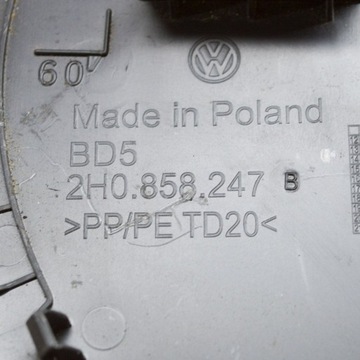 60
Made in Poland
BD5
2H0.858.247 B
>PP/PE TD20<